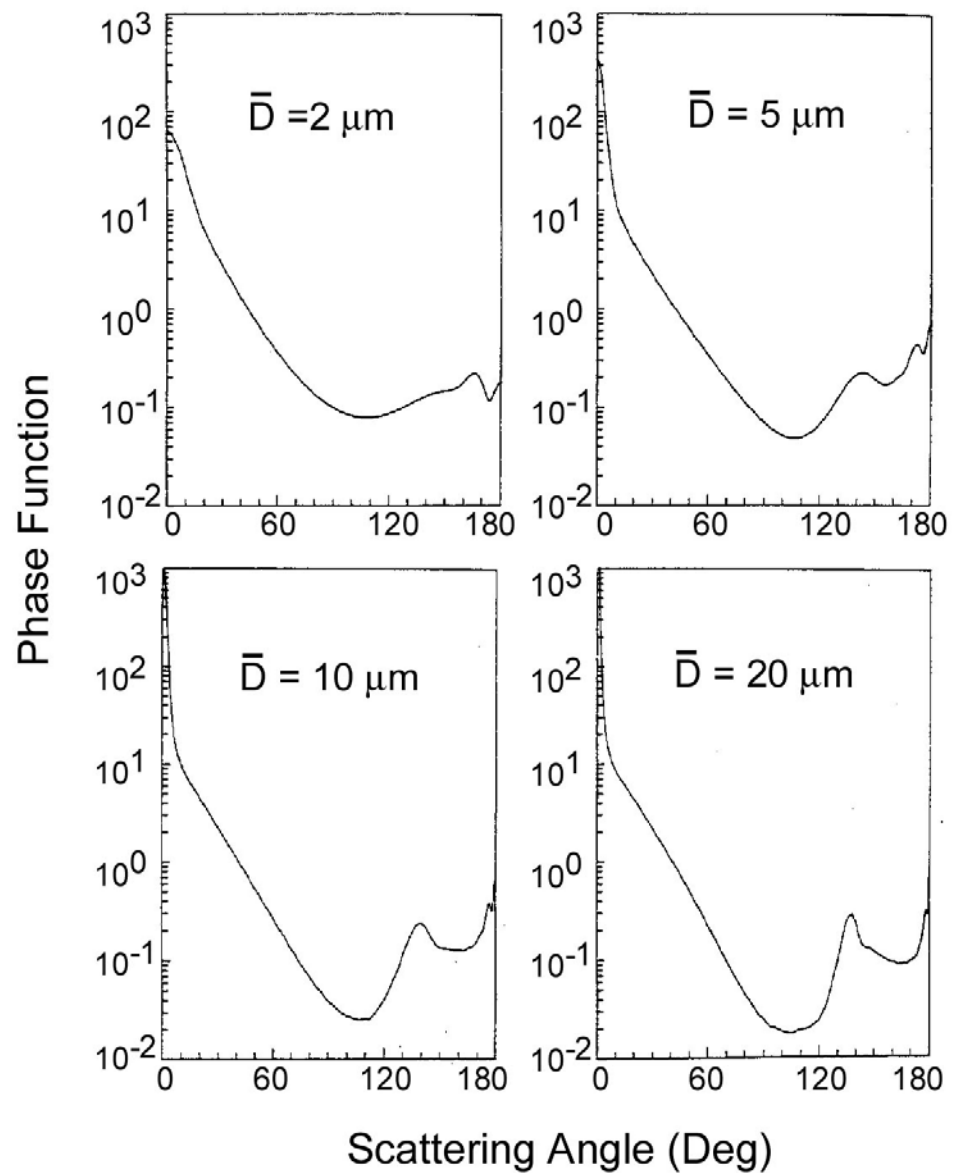 Phase Function
10³
10²
10¹
10⁰
10⁻¹
10⁻²
D̄ =2 μm
0 60 120 180
10³
10²
10¹
10⁰
10⁻¹
10⁻²
D̄ = 5 μm
0 60 120 180
10³
10²
10¹
10⁰
10⁻¹
10⁻²
D̄ = 10 μm
0 60 120 180
10³
10²
10¹
10⁰
10⁻¹
10⁻²
D̄ = 20 μm
0 60 120 180
Scattering Angle (Deg)